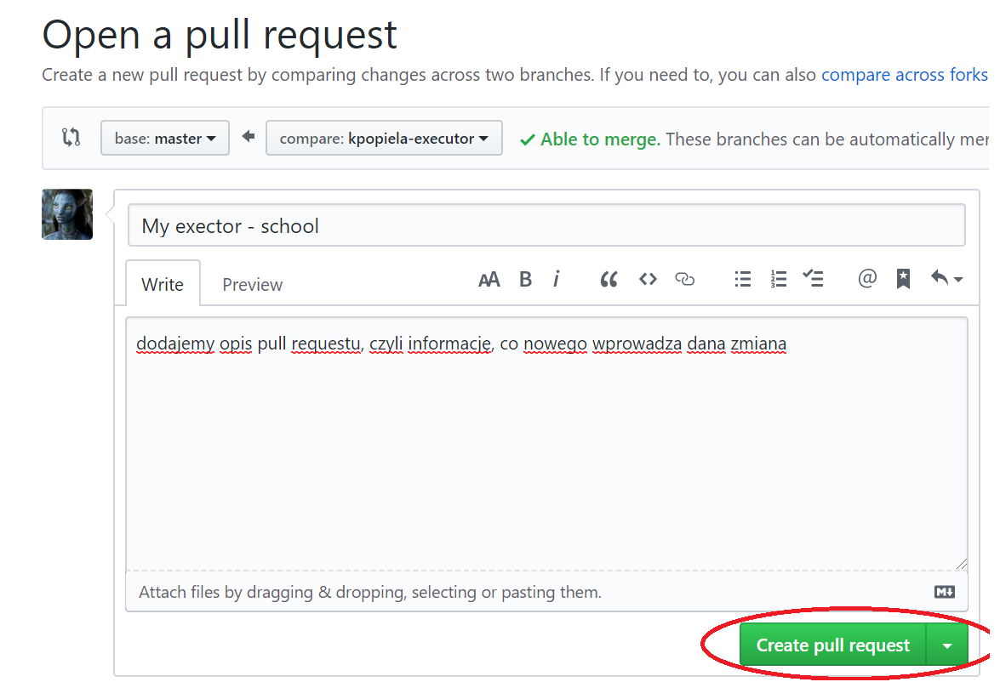 Open a pull request
Create a new pull request by comparing changes across two branches. If you need to, you can also compare across forks
base: master compare: kpopiela-executor Able to merge. These branches can be automatically mer
My exector - school
Write Preview AA B i @
dodajemy opis pull requestu, czyli informację, co nowego wprowadza dana zmiana
Attach files by dragging & dropping, selecting or pasting them. M
Create pull request